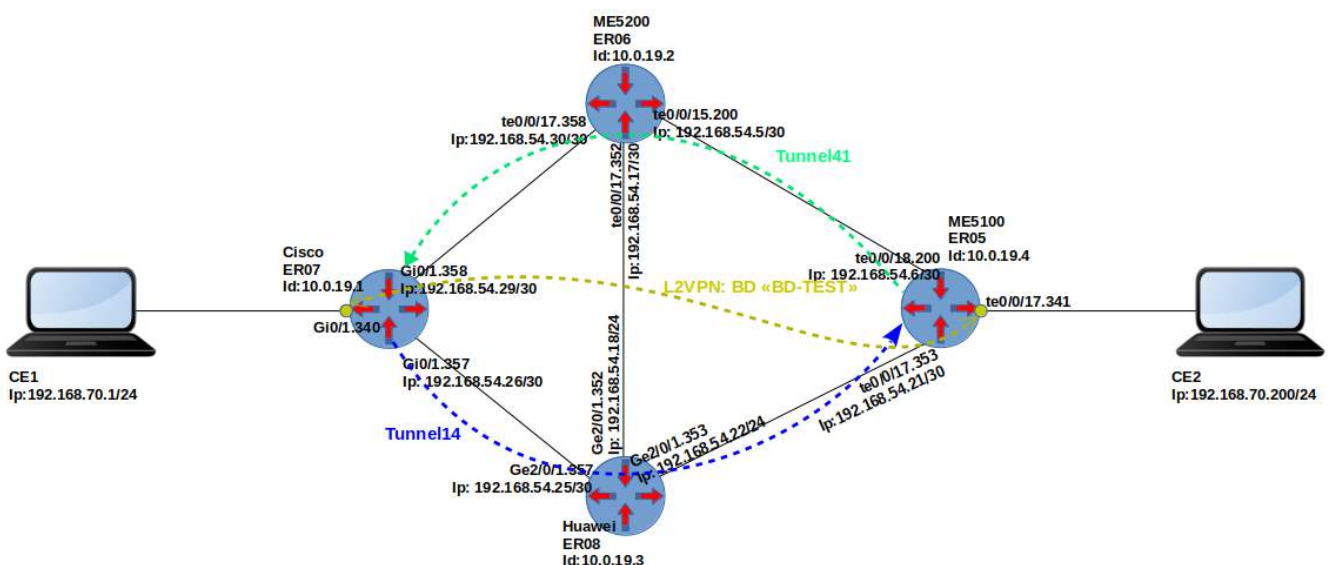 ME5200
ER06
Id:10.0.19.2
te0/0/17.358
Ip:192.168.54.30/30
te0/0/15.200
Ip: 192.168.54.5/30
te0/0/17.352
Ip:192.168.54.17/30
Tunnel41
Cisco
ER07
Id:10.0.19.1
Gi0/1.358
Ip:192.168.54.29/30
Gi0/1.340
Gi0/1.357
Ip: 192.168.54.26/30
L2VPN: BD «BD-TEST»
ME5100
ER05
Id:10.0.19.4
te0/0/18.200
Ip: 192.168.54.6/30
te0/0/17.341
te0/0/17.353
Ip:192.168.54.21/30
CE1
Ip:192.168.70.1/24
CE2
Ip:192.168.70.200/24
Tunnel14
Ge2/0/1.352
Ip: 192.168.54.18/24
Ge2/0/1.353
Ip: 192.168.54.22/24
Ge2/0/1.357
Ip: 192.168.54.25/30
Huawei
ER08
Id:10.0.19.3